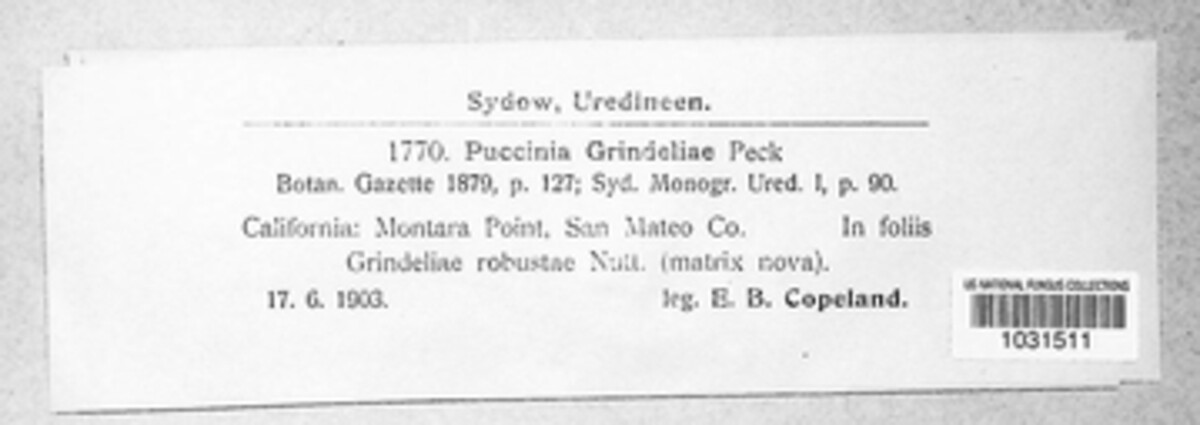 Sydow, Uredineen.
1770. Puccinia Grindeliae Peck
Botan. Gazette 1879, p. 127; Syd. Monogr. Ured. I, p. 90.
California: Montara Point, San Mateo Co. In foliis
Grindeliae robustae Nutt. (matrix nova).
17. 6. 1903. leg. E. B. Copeland.
US NATIONAL FUNGUS COLLECTIONS
1031511